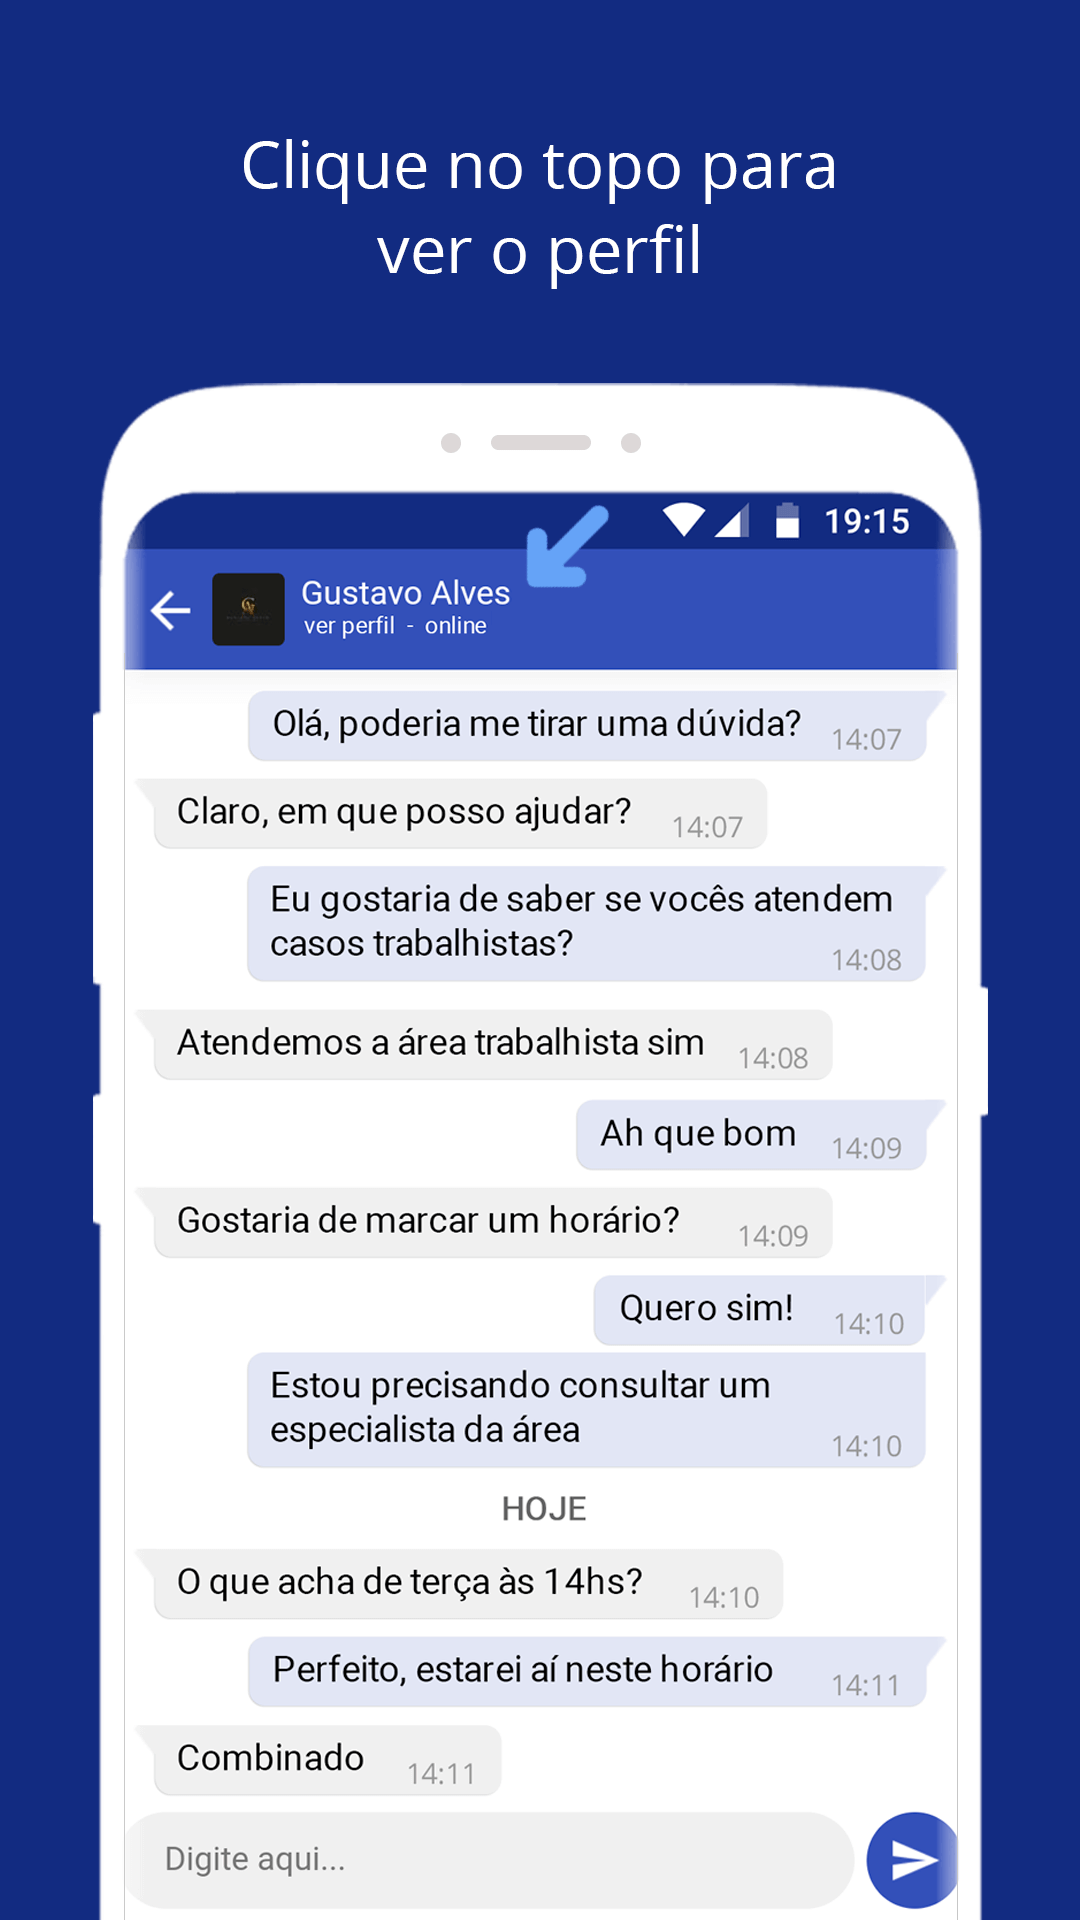 Clique no topo para
ver o perfil
19:15
Gustavo Alves
ver perfil - online
Olá, poderia me tirar uma dúvida?
14:07
Claro, em que posso ajudar?
14:07
Eu gostaria de saber se vocês atendem
casos trabalhistas?
14:08
Atendemos a área trabalhista sim
14:08
Ah que bom
14:09
Gostaria de marcar um horário?
14:09
Quero sim!
14:10
Estou precisando consultar um
especialista da área
14:10
HOJE
O que acha de terça às 14hs?
14:10
Perfeito, estarei aí neste horário
14:11
Combinado
14:11
Digite aqui...